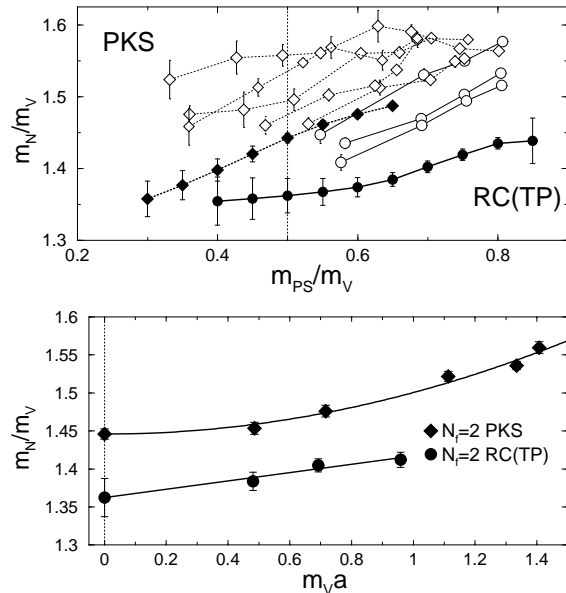 1.6
1.5
1.4
1.3
m_N/m_V
PKS
RC(TP)
0.2 0.4 0.6 0.8
m_PS/m_V
1.6
1.55
1.5
1.45
1.4
1.35
1.3
m_N/m_V
N_f=2 PKS
N_f=2 RC(TP)
0 0.2 0.4 0.6 0.8 1 1.2 1.4
m_Va